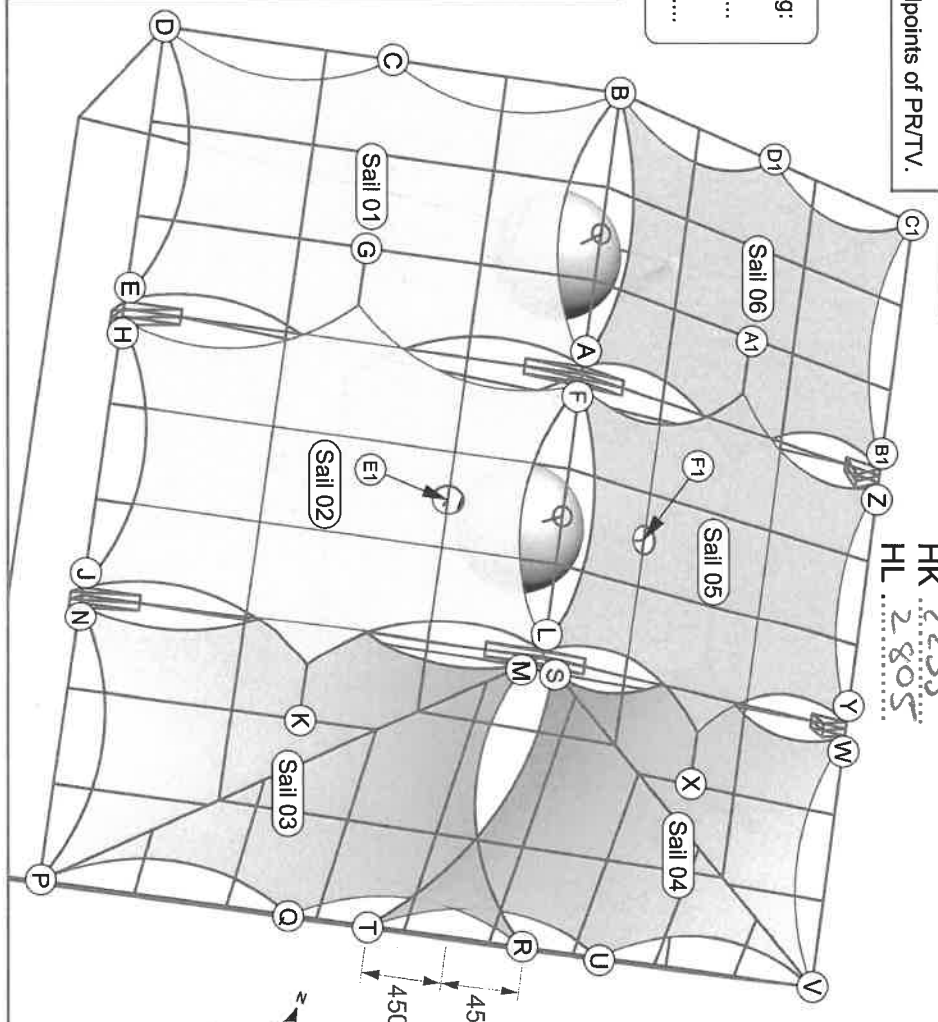 lpoints of PR/TV.
g:
...
....
HK
HL 2805
D
C
B
D1
C1
Sail 01
Sail 06
G
A1
E
H
A
F
B1
Z
Sail 02
E1
F1
Sail 05
J
N
L
M
S
Y
W
K
X
Sail 03
Sail 04
P
Q
T
R
U
V
450
45
N